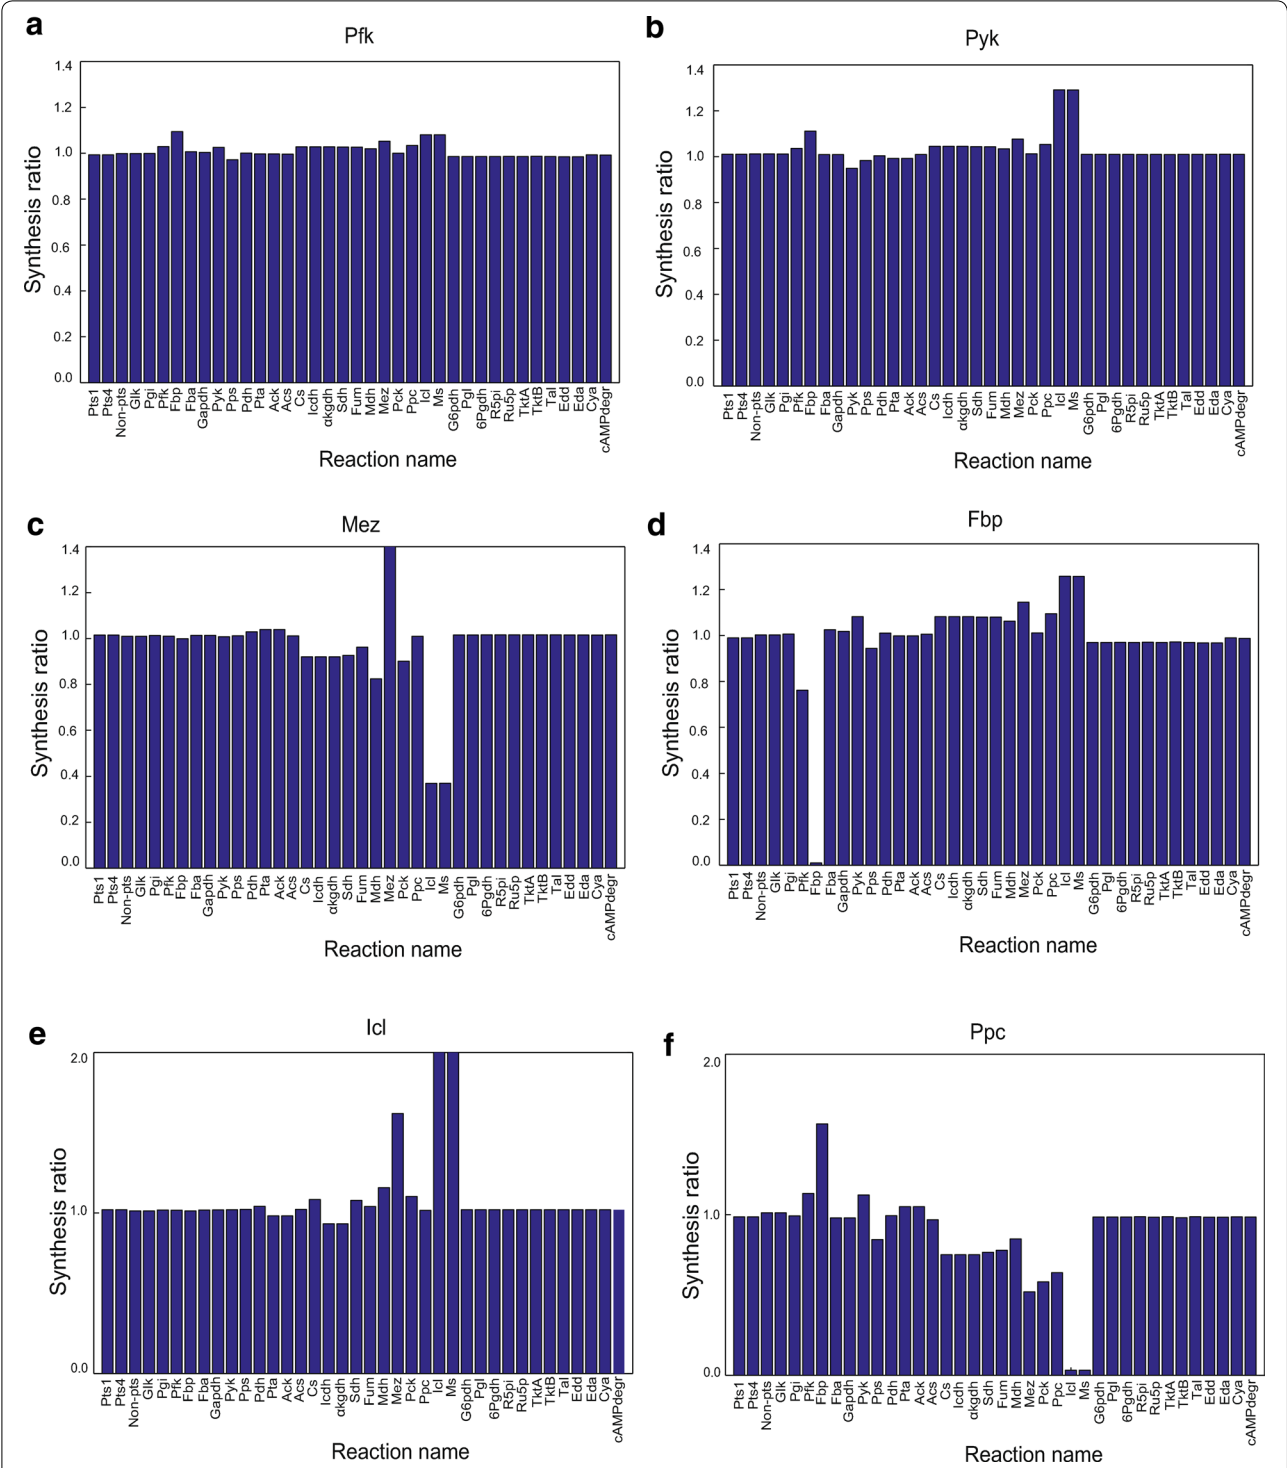 a
Pfk
Synthesis ratio
1.4
1.2
1.0
0.8
0.6
0.4
0.2
0.0
Pts1
Pts4
Non-pts
Glk
Pgi
Pfk
Fbp
Fba
Gapdh
Pyk
Pps
Pdh
Pta
Ack
Acs
Cs
Icdh
αkgdh
Sdh
Fum
Mdh
Mez
Pck
Ppc
Icl
Ms
G6pdh
Pgl
6Pgdh
R5pi
Ru5p
TktA
TktB
Tal
Edd
Eda
Cya
cAMPdegr
Reaction name
b
Pyk
Synthesis ratio
1.4
1.2
1.0
0.8
0.6
0.4
0.2
0.0
Pts1
Pts4
Non-pts
Glk
Pgi
Pfk
Fbp
Fba
Gapdh
Pyk
Pps
Pdh
Pta
Ack
Acs
Cs
Icdh
αkgdh
Sdh
Fum
Mdh
Mez
Pck
Ppc
Icl
Ms
G6pdh
Pgl
6Pgdh
R5pi
Ru5p
TktA
TktB
Tal
Edd
Eda
Cya
cAMPdegr
Reaction name
c
Mez
Synthesis ratio
1.4
1.2
1.0
0.8
0.6
0.4
0.2
0.0
Pts1
Pts4
Non-pts
Glk
Pgi
Pfk
Fbp
Fba
Gapdh
Pyk
Pps
Pdh
Pta
Ack
Acs
Cs
Icdh
αkgdh
Sdh
Fum
Mdh
Mez
Pck
Ppc
Icl
Ms
G6pdh
Pgl
6Pgdh
R5pi
Ru5p
TktA
TktB
Tal
Edd
Eda
Cya
cAMPdegr
Reaction name
d
Fbp
Synthesis ratio
1.4
1.2
1.0
0.8
0.6
0.4
0.2
0.0
Pts1
Pts4
Non-pts
Glk
Pgi
Pfk
Fbp
Fba
Gapdh
Pyk
Pps
Pdh
Pta
Ack
Acs
Cs
Icdh
αkgdh
Sdh
Fum
Mdh
Mez
Pck
Ppc
Icl
Ms
G6pdh
Pgl
6Pgdh
R5pi
Ru5p
TktA
TktB
Tal
Edd
Eda
Cya
cAMPdegr
Reaction name
e
Icl
Synthesis ratio
2.0
1.0
0.0
Pts1
Pts4
Non-pts
Glk
Pgi
Pfk
Fbp
Fba
Gapdh
Pyk
Pps
Pdh
Pta
Ack
Acs
Cs
Icdh
αkgdh
Sdh
Fum
Mdh
Mez
Pck
Ppc
Icl
Ms
G6pdh
Pgl
6Pgdh
R5pi
Ru5p
TktA
TktB
Tal
Edd
Eda
Cya
cAMPdegr
Reaction name
f
Ppc
Synthesis ratio
2.0
1.0
0.0
Pts1
Pts4
Non-pts
Glk
Pgi
Pfk
Fbp
Fba
Gapdh
Pyk
Pps
Pdh
Pta
Ack
Acs
Cs
Icdh
αkgdh
Sdh
Fum
Mdh
Mez
Pck
Ppc
Icl
Ms
G6pdh
Pgl
6Pgdh
R5pi
Ru5p
TktA
TktB
Tal
Edd
Eda
Cya
cAMPdegr
Reaction name